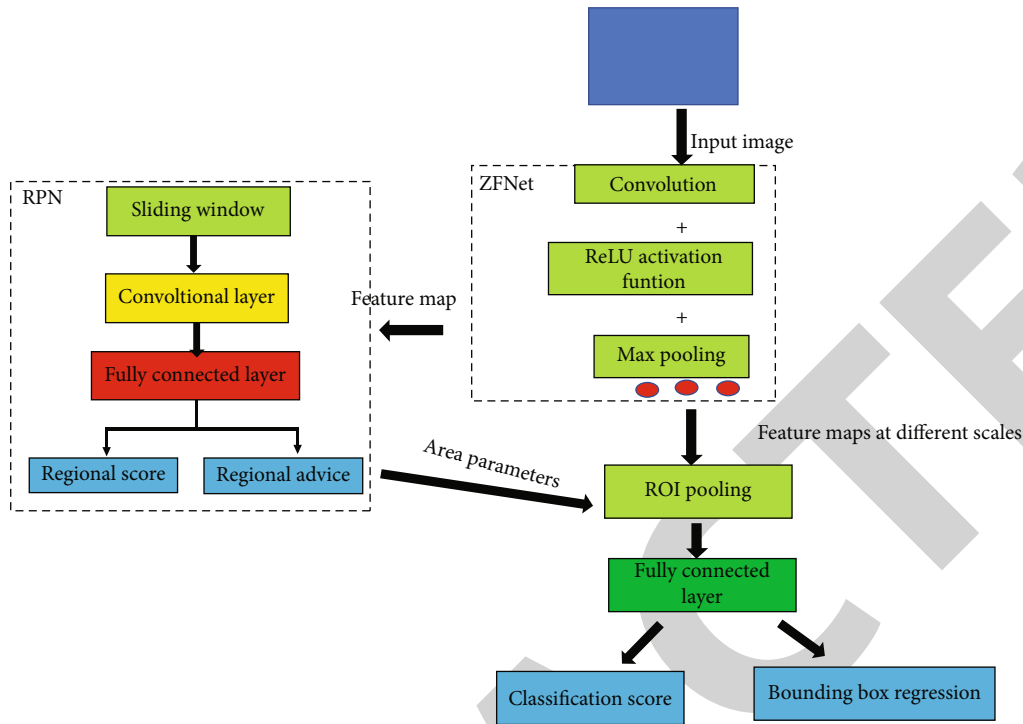 Input image
ZFNet
Convolution
+
ReLU activation
funtion
+
Max pooling
Feature map
RPN
Sliding window
Convoltional layer
Fully connected layer
Regional score
Regional advice
Area parameters
Feature maps at different scales
ROI pooling
Fully connected
layer
Classification score
Bounding box regression